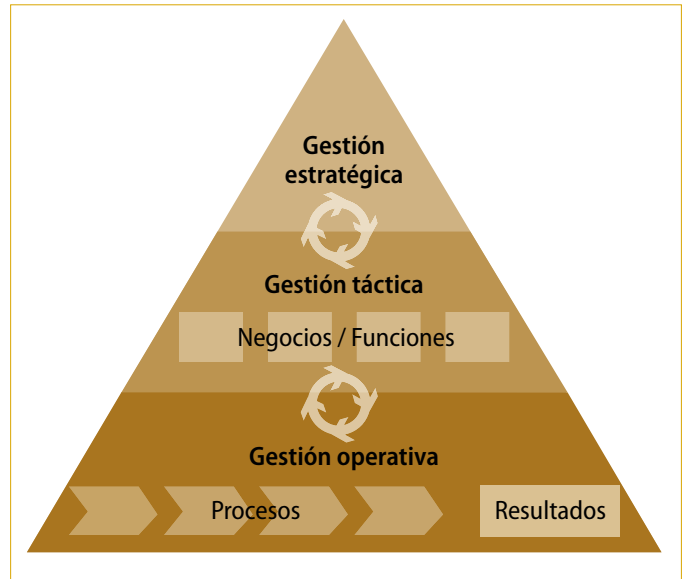 Gestión
estratégica
Gestión táctica
Negocios / Funciones
Gestión operativa
Procesos
Resultados